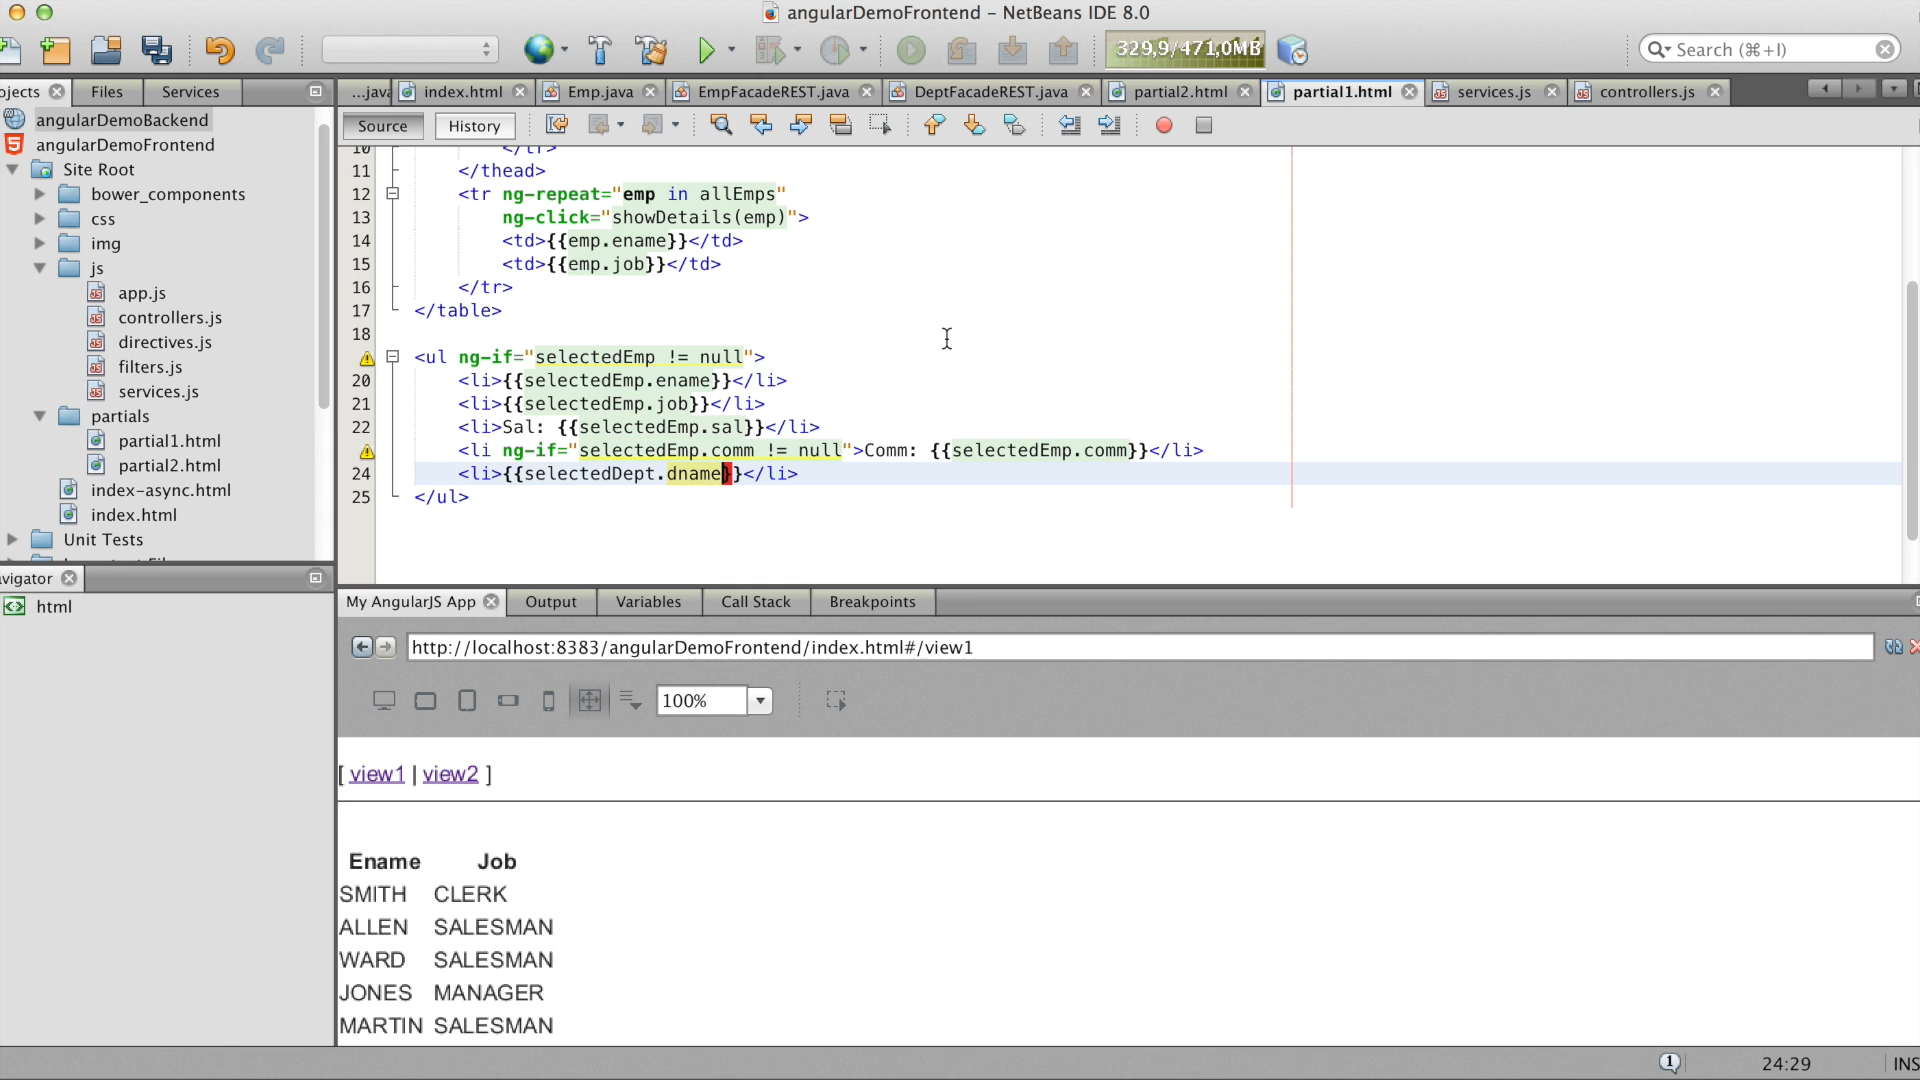 angularDemoFrontend – NetBeans IDE 8.0
329,9/471,0MB
Search (⌘+I)
ojects
Files
Services
...java
index.html
Emp.java
EmpFacadeREST.java
DeptFacadeREST.java
partial2.html
partial1.html
services.js
controllers.js
Source
History
angularDemoBackend
angularDemoFrontend
Site Root
bower_components
css
img
js
app.js
controllers.js
directives.js
filters.js
services.js
partials
partial1.html
partial2.html
index-async.html
index.html
Unit Tests
avigator
html
10 </tr>
11 </thead>
12 <tr ng-repeat="emp in allEmps"
13 ng-click="showDetails(emp)">
14 <td>{{emp.ename}}</td>
15 <td>{{emp.job}}</td>
16 </tr>
17 </table>
18
<ul ng-if="selectedEmp != null">
20 <li>{{selectedEmp.ename}}</li>
21 <li>{{selectedEmp.job}}</li>
22 <li>Sal: {{selectedEmp.sal}}</li>
<li ng-if="selectedEmp.comm != null">Comm: {{selectedEmp.comm}}</li>
24 <li>{{selectedDept.dname}}</li>
25 </ul>
My AngularJS App
Output
Variables
Call Stack
Breakpoints
http://localhost:8383/angularDemoFrontend/index.html#/view1
100%
[ view1 | view2 ]
Ename Job
SMITH CLERK
ALLEN SALESMAN
WARD SALESMAN
JONES MANAGER
MARTIN SALESMAN
1
24:29
INS